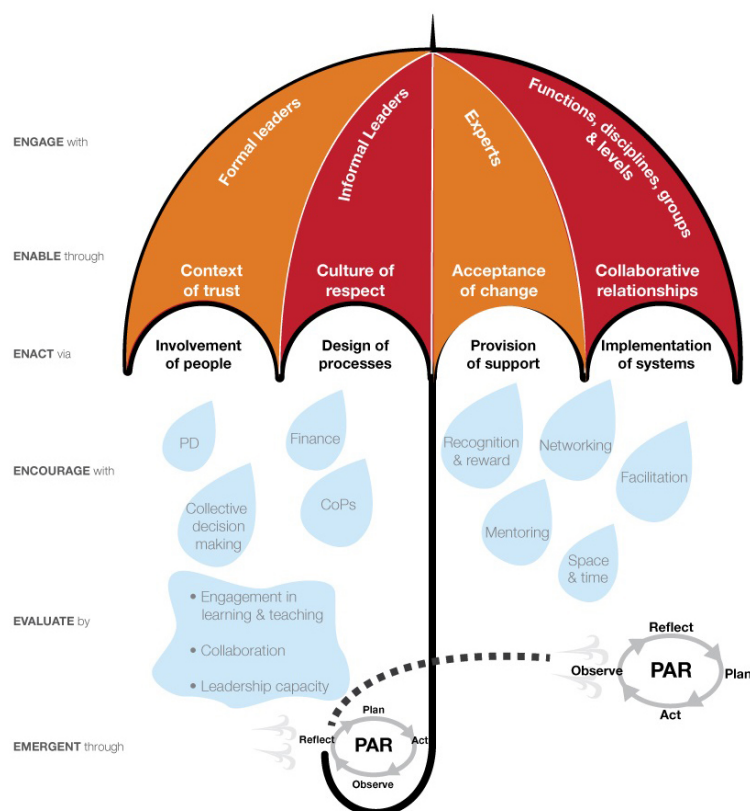 ENGAGE with
Formal leaders
Informal Leaders
Experts
Functions, disciplines, groups
& levels
ENABLE through
Context
of trust
Culture of
respect
Acceptance
of change
Collaborative
relationships
ENACT via
Involvement
of people
Design of
processes
Provision
of support
Implementation
of systems
ENCOURAGE with
PD
Finance
Recognition
& reward
Networking
Facilitation
Collective
decision
making
CoPs
Mentoring
Space
& time
EVALUATE by
• Engagement in
learning & teaching
• Collaboration
• Leadership capacity
Reflect
Observe
PAR
Plan
Act
EMERGENT through
Plan
Reflect
PAR
Act
Observe